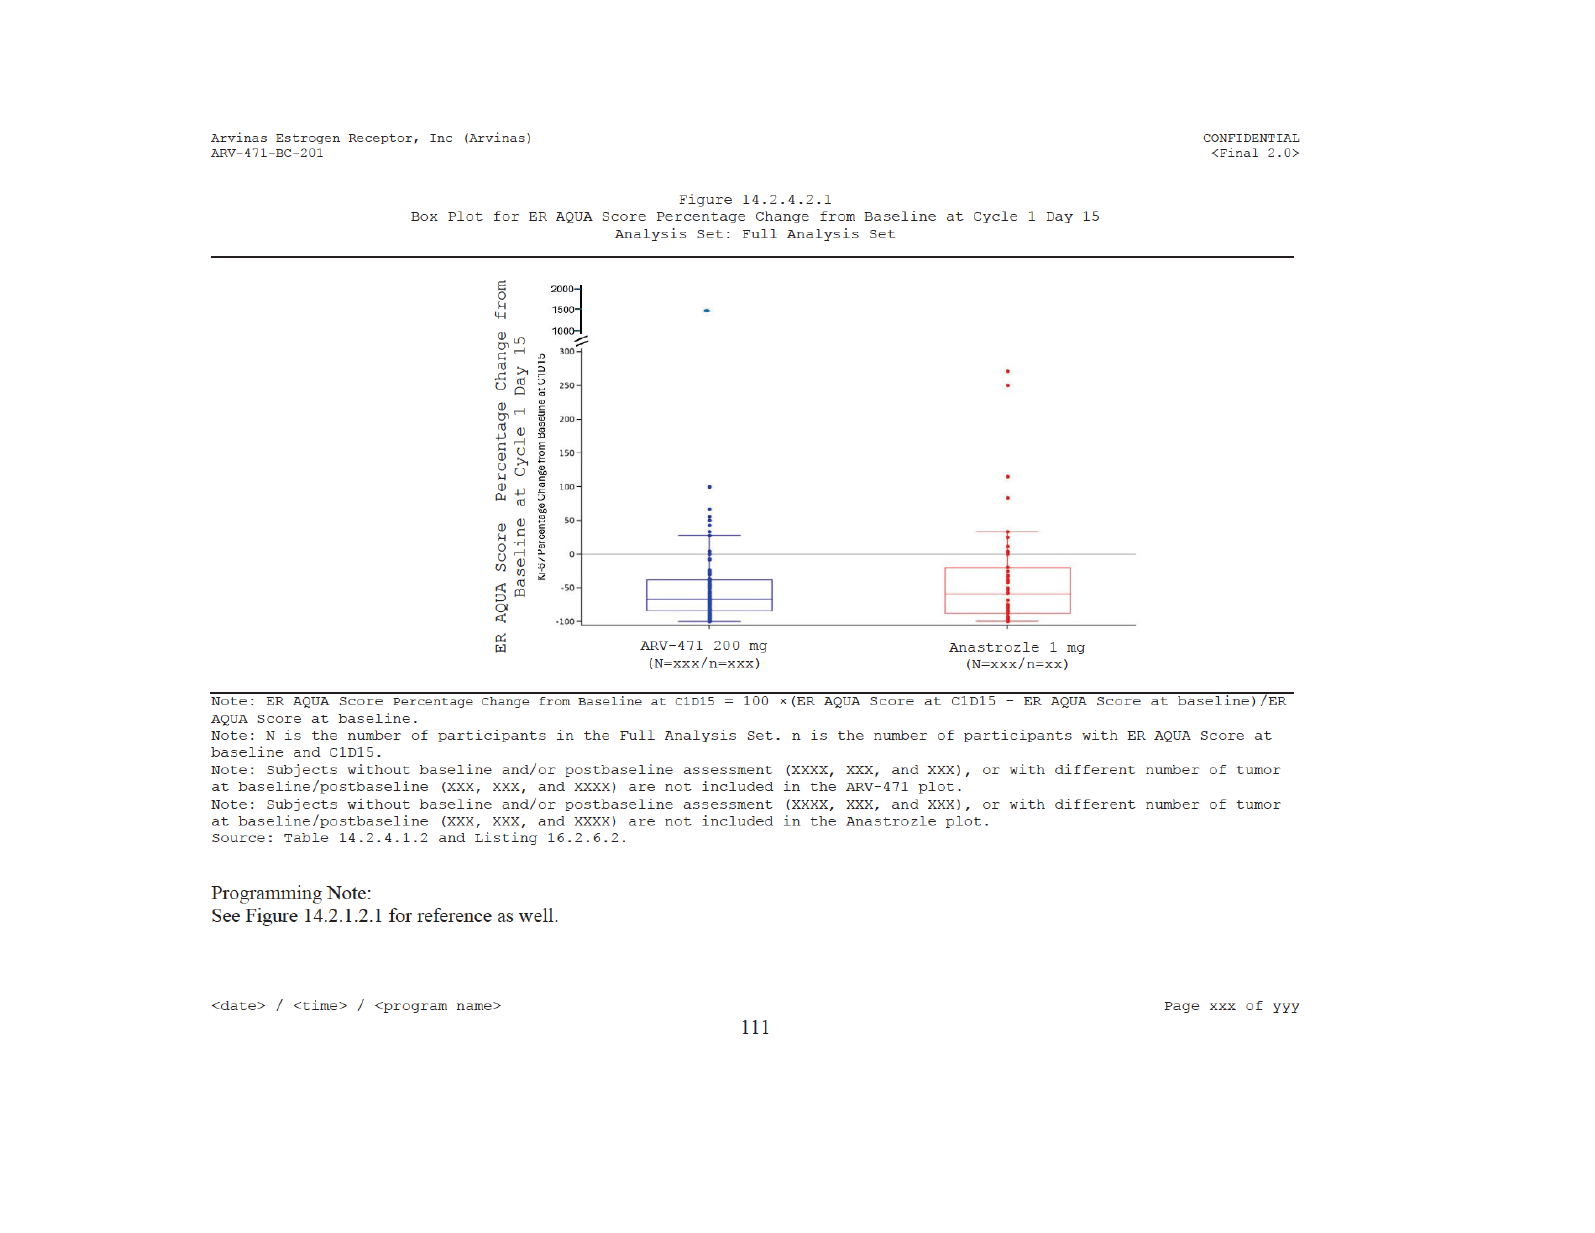 Arvinas Estrogen Receptor, Inc (Arvinas) CONFIDENTIAL
ARV-471-BC-201 <Final 2.0>
Figure 14.2.4.2.1
Box Plot for ER AQUA Score Percentage Change from Baseline at Cycle 1 Day 15
Analysis Set: Full Analysis Set
ER AQUA Score Percentage Change from
Baseline at Cycle 1 Day 15
Ki-67 Percentage Change from Baseline at C1D15
2000
1500
1000
300
250
200
150
100
50
0
-50
-100
ARV-471 200 mg
(N=xxx/n=xxx)
Anastrozle 1 mg
(N=xxx/n=xx)
Note: ER AQUA Score Percentage Change from Baseline at C1D15 = 100 ×(ER AQUA Score at C1D15 - ER AQUA Score at baseline)/ER
AQUA Score at baseline.
Note: N is the number of participants in the Full Analysis Set. n is the number of participants with ER AQUA Score at
baseline and C1D15.
Note: Subjects without baseline and/or postbaseline assessment (XXXX, XXX, and XXX), or with different number of tumor
at baseline/postbaseline (XXX, XXX, and XXXX) are not included in the ARV-471 plot.
Note: Subjects without baseline and/or postbaseline assessment (XXXX, XXX, and XXX), or with different number of tumor
at baseline/postbaseline (XXX, XXX, and XXXX) are not included in the Anastrozle plot.
Source: Table 14.2.4.1.2 and Listing 16.2.6.2.
Programming Note:
See Figure 14.2.1.2.1 for reference as well.
<date> / <time> / <program name> Page xxx of yyy
111